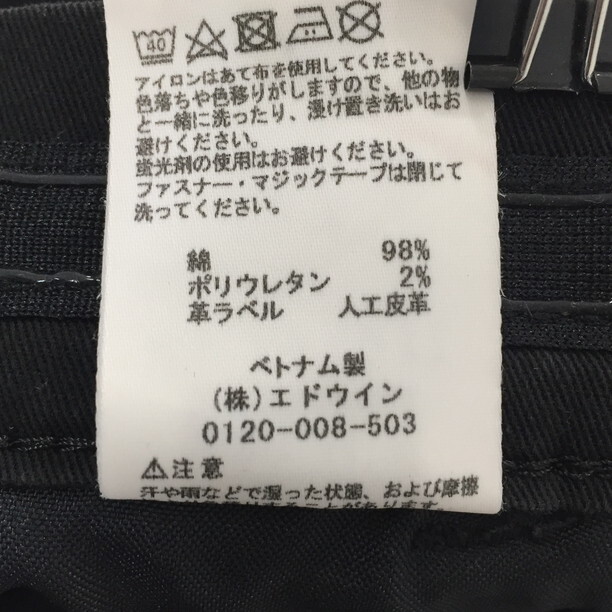 40
アイロンはあて布を使用してください。
色落ちや色移りがしますので、他の物
と一緒に洗ったり、浸け置き洗いはお
避けください。
蛍光剤の使用はお避けください。
ファスナー・マジックテープは閉じて
洗ってください。
綿 98%
ポリウレタン 2%
革ラベル 人工皮革
ベトナム製
(株)エドウイン
0120-008-503
⚠注意
汗や雨などで湿った状態、および摩擦